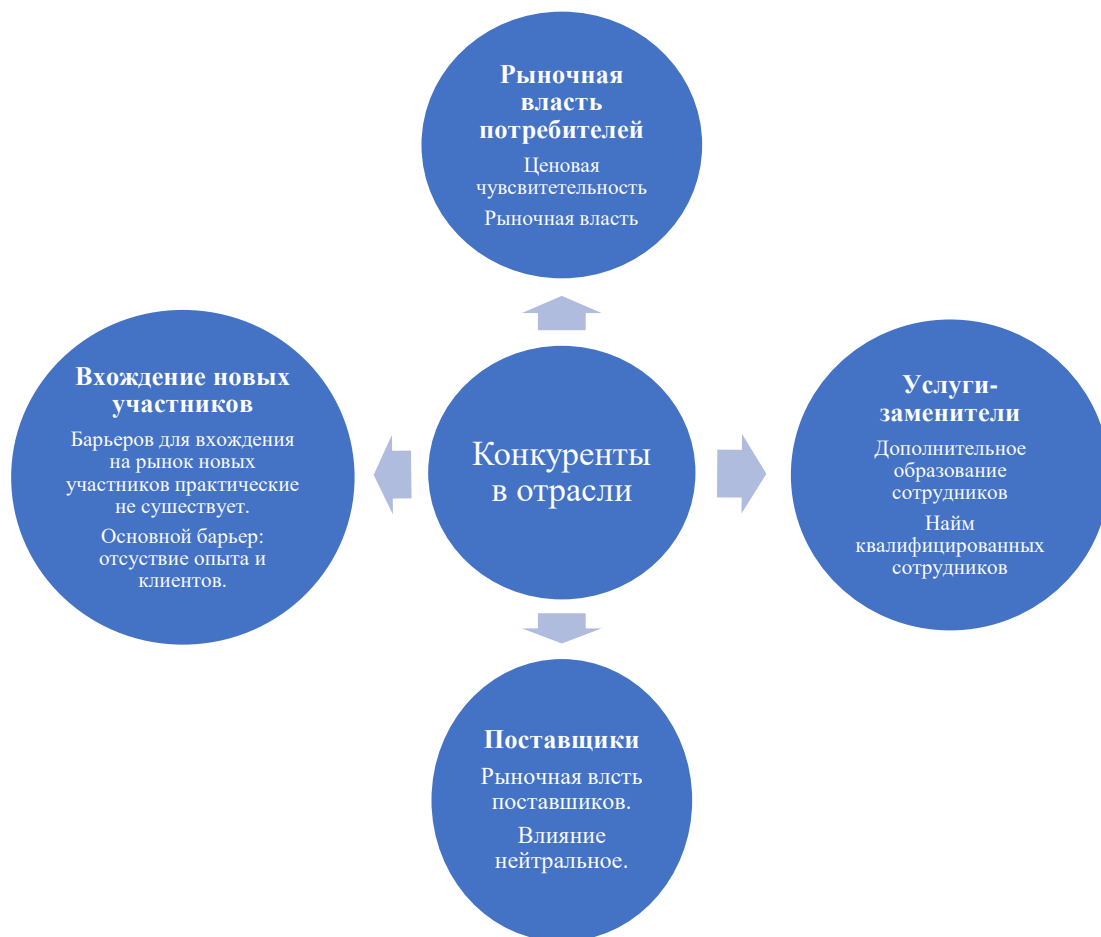 Рыночная
власть
потребителей
Ценовая
чувсвитетельность
Рыночная власть
Вхождение новых
участников
Барьеров для вхождения
на рынок новых
участников практические
не сушествует.
Основной барьер:
отсуствие опыта и
клиентов.
Конкуренты
в отрасли
Услуги-
заменители
Дополнительное
образование
сотрудников
Найм
квалифицированных
сотрудников
Поставщики
Рыночная влсть
поставшиков.
Влияние
нейтральное.